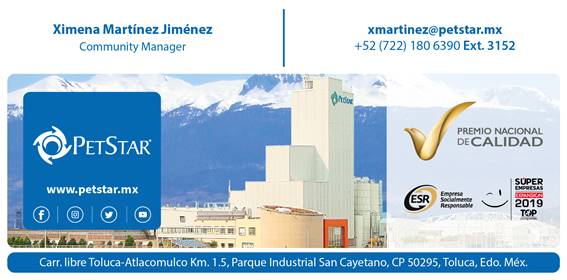 Ximena Martínez Jiménez
Community Manager
xmartinez@petstar.mx
+52 (722) 180 6390 Ext. 3152
PETSTAR
www.petstar.mx
PETSTAR
PREMIO NACIONAL
DE CALIDAD
ESR
Empresa
Socialmente
Responsable
SÚPER
EMPRESAS
EXPANSIÓN
2019
TOP
Carr. libre Toluca-Atlacomulco Km. 1.5, Parque Industrial San Cayetano, CP 50295, Toluca, Edo. Méx.